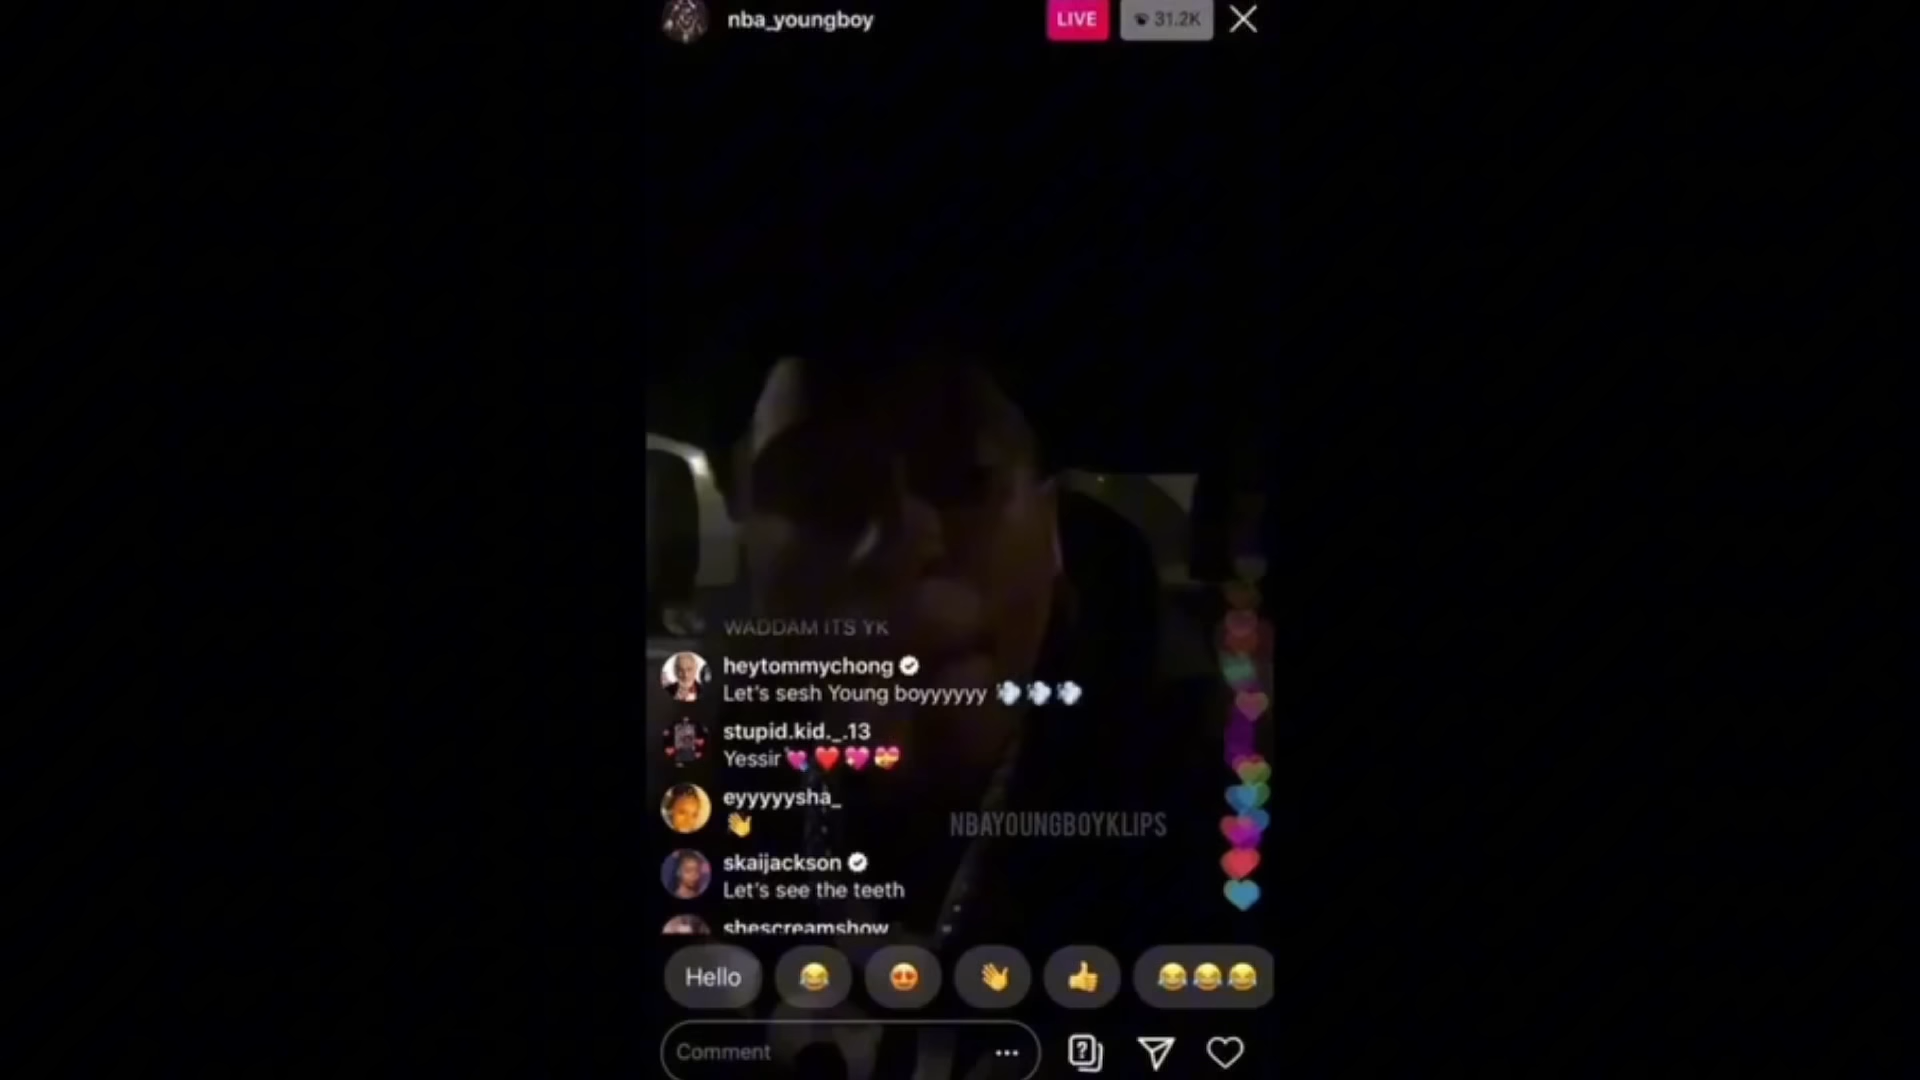 nba_youngboy LIVE 31.2K
WADDAM ITS YK
heytommychong
Let's sesh Young boyyyyyy 💨💨💨
stupid.kid._.13
Yessir💘❤️💖💝
eyyyyysha_
👋
NBAYOUNGBOYKLIPS
skaijackson
Let's see the teeth
shescreamshow
Hello 😂 😍 👋 👍 😂😂😂
Comment